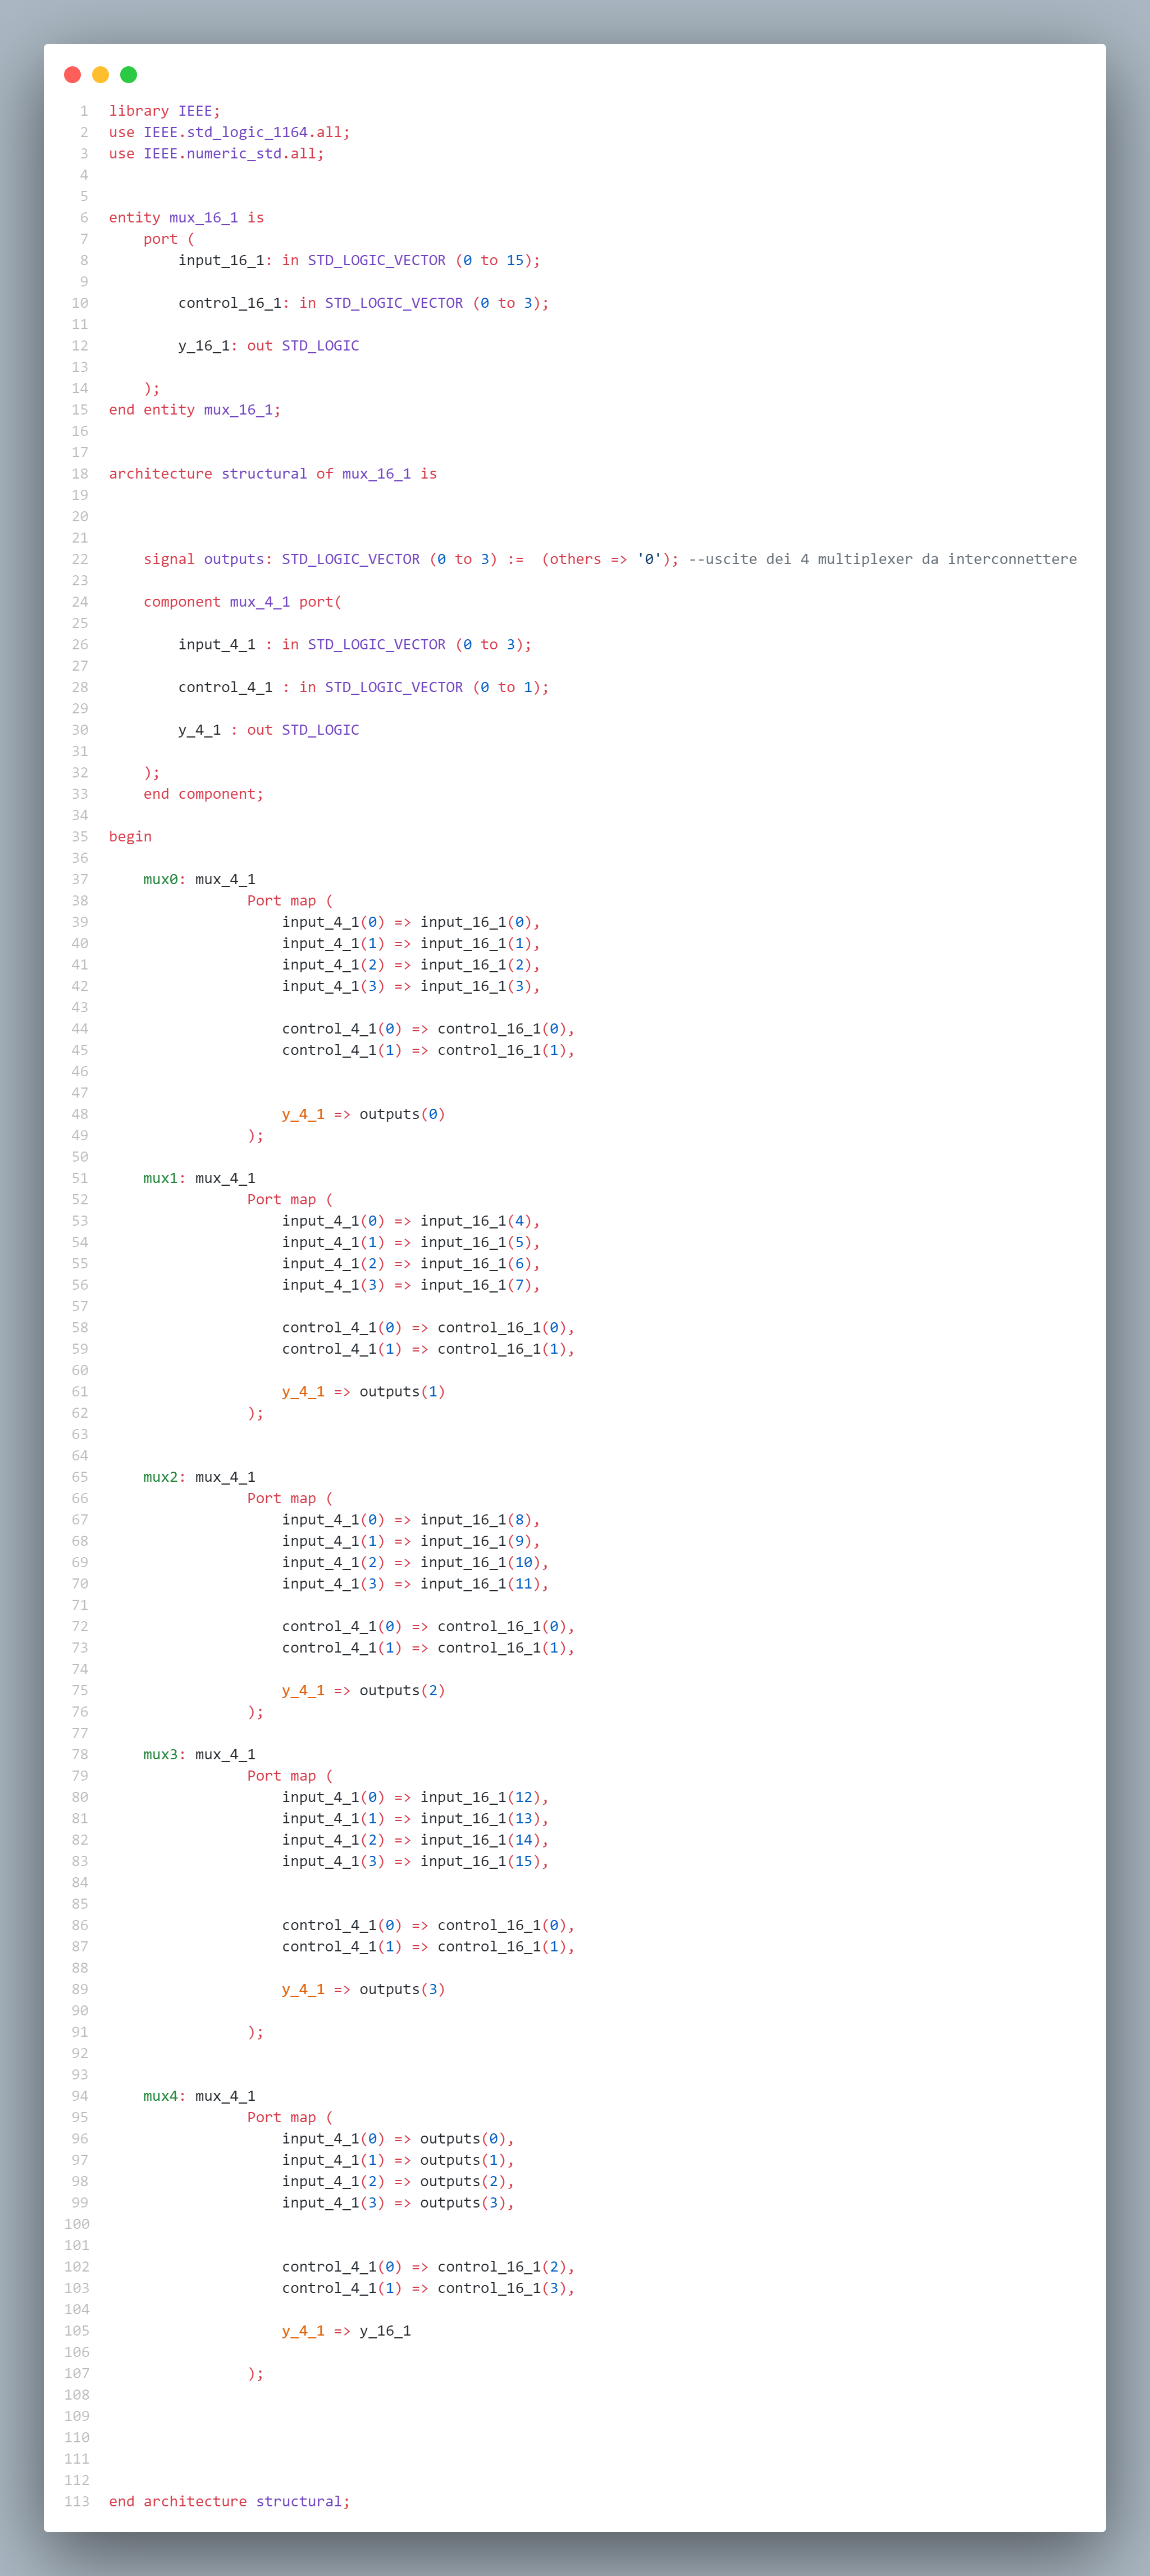 1 library IEEE;
2 use IEEE.std_logic_1164.all;
3 use IEEE.numeric_std.all;
4
5
6 entity mux_16_1 is
7     port (
8         input_16_1: in STD_LOGIC_VECTOR (0 to 15);
9
10         control_16_1: in STD_LOGIC_VECTOR (0 to 3);
11
12         y_16_1: out STD_LOGIC
13
14     );
15 end entity mux_16_1;
16
17
18 architecture structural of mux_16_1 is
19
20
21
22     signal outputs: STD_LOGIC_VECTOR (0 to 3) :=  (others => '0'); --uscite dei 4 multiplexer da interconnettere
23
24     component mux_4_1 port(
25
26         input_4_1 : in STD_LOGIC_VECTOR (0 to 3);
27
28         control_4_1 : in STD_LOGIC_VECTOR (0 to 1);
29
30         y_4_1 : out STD_LOGIC
31
32     );
33     end component;
34
35 begin
36
37     mux0: mux_4_1
38                 Port map (
39                     input_4_1(0) => input_16_1(0),
40                     input_4_1(1) => input_16_1(1),
41                     input_4_1(2) => input_16_1(2),
42                     input_4_1(3) => input_16_1(3),
43
44                     control_4_1(0) => control_16_1(0),
45                     control_4_1(1) => control_16_1(1),
46
47
48                     y_4_1 => outputs(0)
49                 );
50
51     mux1: mux_4_1
52                 Port map (
53                     input_4_1(0) => input_16_1(4),
54                     input_4_1(1) => input_16_1(5),
55                     input_4_1(2) => input_16_1(6),
56                     input_4_1(3) => input_16_1(7),
57
58                     control_4_1(0) => control_16_1(0),
59                     control_4_1(1) => control_16_1(1),
60
61                     y_4_1 => outputs(1)
62                 );
63
64
65     mux2: mux_4_1
66                 Port map (
67                     input_4_1(0) => input_16_1(8),
68                     input_4_1(1) => input_16_1(9),
69                     input_4_1(2) => input_16_1(10),
70                     input_4_1(3) => input_16_1(11),
71
72                     control_4_1(0) => control_16_1(0),
73                     control_4_1(1) => control_16_1(1),
74
75                     y_4_1 => outputs(2)
76                 );
77
78     mux3: mux_4_1
79                 Port map (
80                     input_4_1(0) => input_16_1(12),
81                     input_4_1(1) => input_16_1(13),
82                     input_4_1(2) => input_16_1(14),
83                     input_4_1(3) => input_16_1(15),
84
85
86                     control_4_1(0) => control_16_1(0),
87                     control_4_1(1) => control_16_1(1),
88
89                     y_4_1 => outputs(3)
90
91                 );
92
93
94     mux4: mux_4_1
95                 Port map (
96                     input_4_1(0) => outputs(0),
97                     input_4_1(1) => outputs(1),
98                     input_4_1(2) => outputs(2),
99                     input_4_1(3) => outputs(3),
100
101
102                     control_4_1(0) => control_16_1(2),
103                     control_4_1(1) => control_16_1(3),
104
105                     y_4_1 => y_16_1
106
107                 );
108
109
110
111
112
113 end architecture structural;